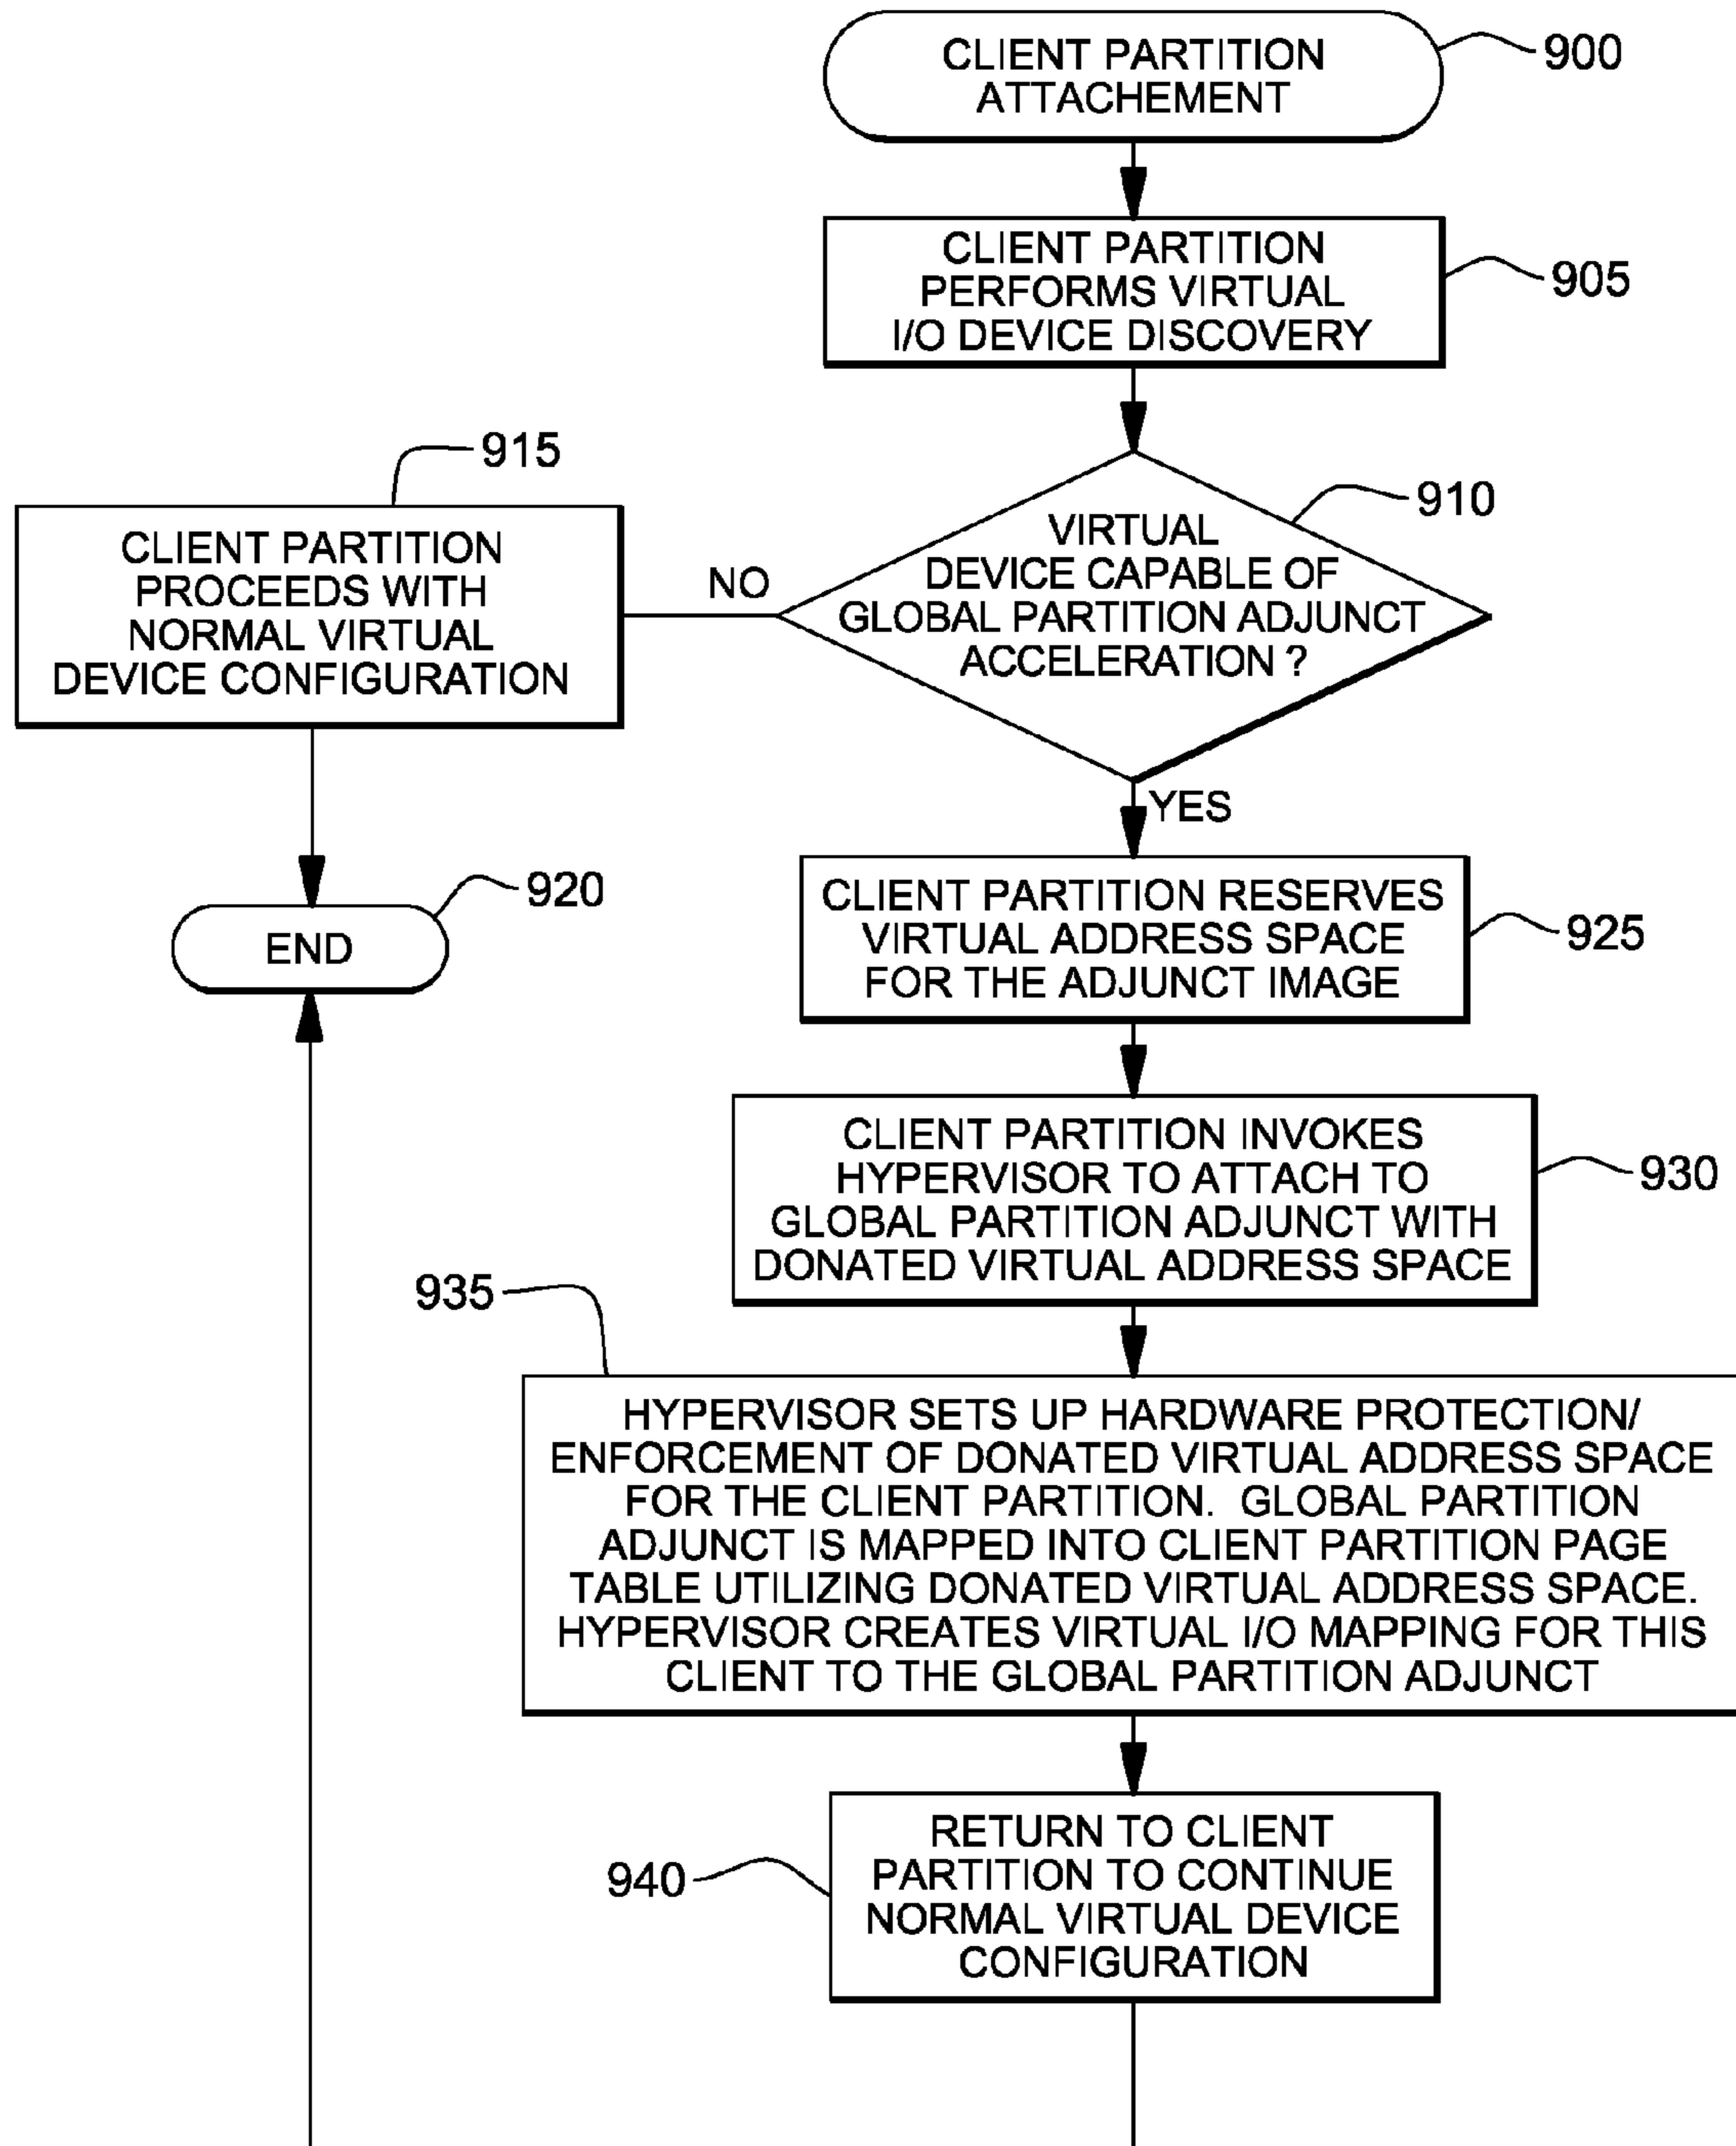 CLIENT PARTITION
ATTACHEMENT
900
CLIENT PARTITION
PERFORMS VIRTUAL
I/O DEVICE DISCOVERY
905
VIRTUAL
DEVICE CAPABLE OF
GLOBAL PARTITION ADJUNCT
ACCELERATION ?
910
NO
915
CLIENT PARTITION
PROCEEDS WITH
NORMAL VIRTUAL
DEVICE CONFIGURATION
END
920
YES
CLIENT PARTITION RESERVES
VIRTUAL ADDRESS SPACE
FOR THE ADJUNCT IMAGE
925
CLIENT PARTITION INVOKES
HYPERVISOR TO ATTACH TO
GLOBAL PARTITION ADJUNCT WITH
DONATED VIRTUAL ADDRESS SPACE
930
935
HYPERVISOR SETS UP HARDWARE PROTECTION/
ENFORCEMENT OF DONATED VIRTUAL ADDRESS SPACE
FOR THE CLIENT PARTITION. GLOBAL PARTITION
ADJUNCT IS MAPPED INTO CLIENT PARTITION PAGE
TABLE UTILIZING DONATED VIRTUAL ADDRESS SPACE.
HYPERVISOR CREATES VIRTUAL I/O MAPPING FOR THIS
CLIENT TO THE GLOBAL PARTITION ADJUNCT
940
RETURN TO CLIENT
PARTITION TO CONTINUE
NORMAL VIRTUAL DEVICE
CONFIGURATION